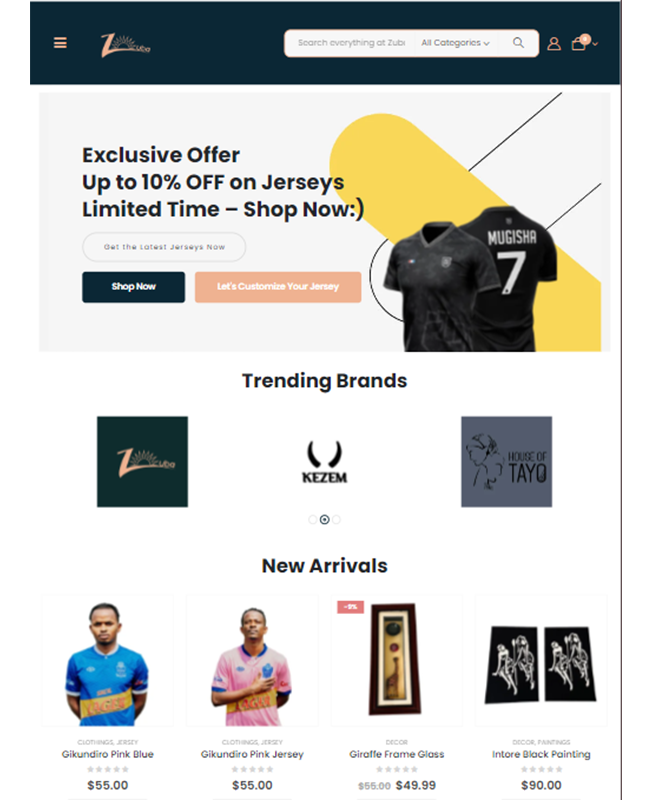 Zuba
Search everything at Zub
All Categories
0
Exclusive Offer
Up to 10% OFF on Jerseys
Limited Time – Shop Now:)
Get the Latest Jerseys Now
Shop Now
Let's Customize Your Jersey
MUGISHA
7
Trending Brands
Zuba
KEZEM
HOUSE OF
TAYO
New Arrivals
-9%
CLOTHINGS, JERSEY
Gikundiro Pink Blue
$55.00
CLOTHINGS, JERSEY
Gikundiro Pink Jersey
$55.00
DECOR
Giraffe Frame Glass
$55.00 $49.99
DECOR, PAINTINGS
Intore Black Painting
$90.00